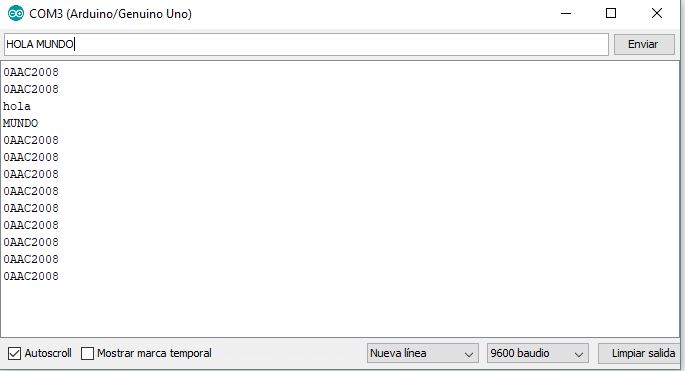 COM3 (Arduino/Genuino Uno)
HOLA MUNDO
Enviar
0AAC2008
0AAC2008
hola
MUNDO
0AAC2008
0AAC2008
0AAC2008
0AAC2008
0AAC2008
0AAC2008
0AAC2008
0AAC2008
0AAC2008
Autoscroll Mostrar marca temporal Nueva línea 9600 baudio Limpiar salida